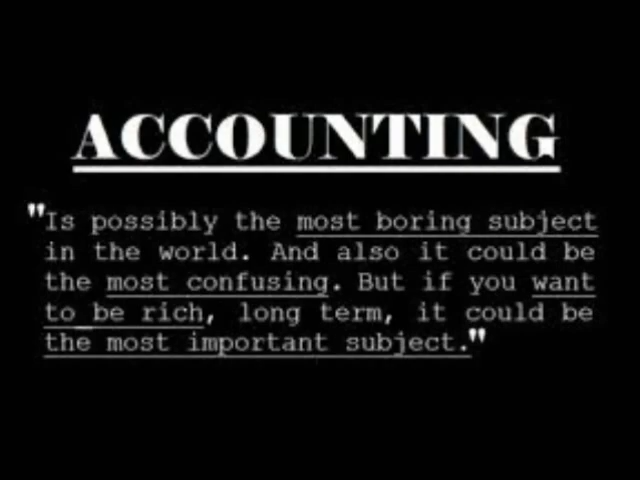 ACCOUNTING
"Is possibly the most boring subject
in the world. And also it could be
the most confusing. But if you want
to be rich, long term, it could be
the most important subject."